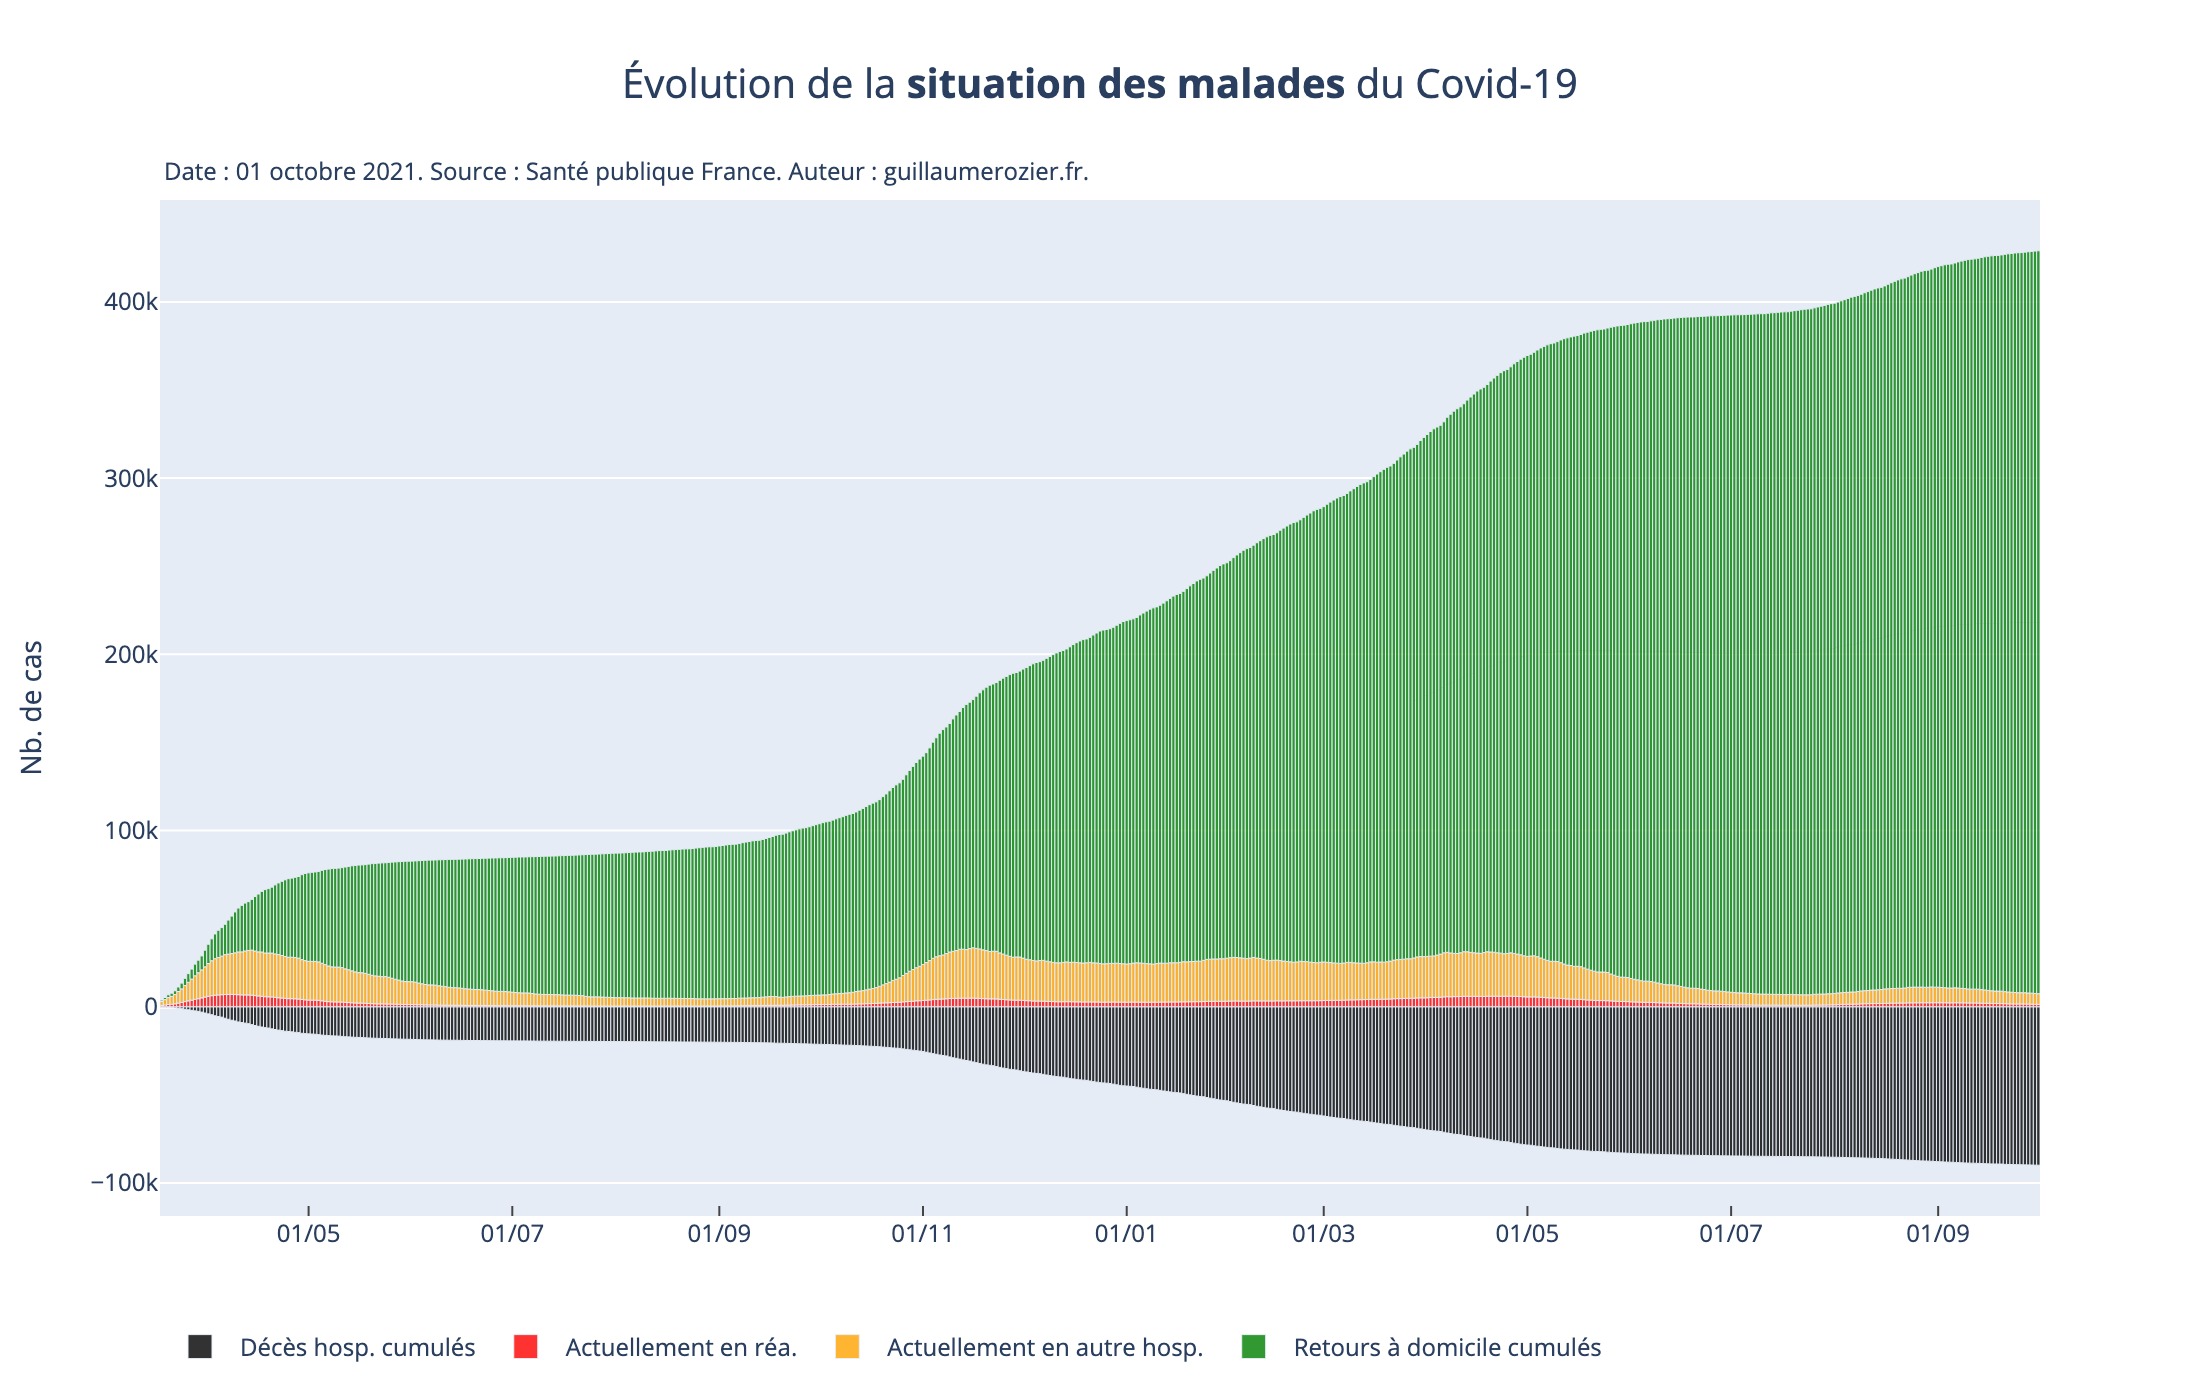 Évolution de la situation des malades du Covid-19
Date : 01 octobre 2021. Source : Santé publique France. Auteur : guillaumerozier.fr.
Nb. de cas
400k
300k
200k
100k
0
−100k
01/05 01/07 01/09 01/11 01/01 01/03 01/05 01/07 01/09
Décès hosp. cumulés Actuellement en réa. Actuellement en autre hosp. Retours à domicile cumulés